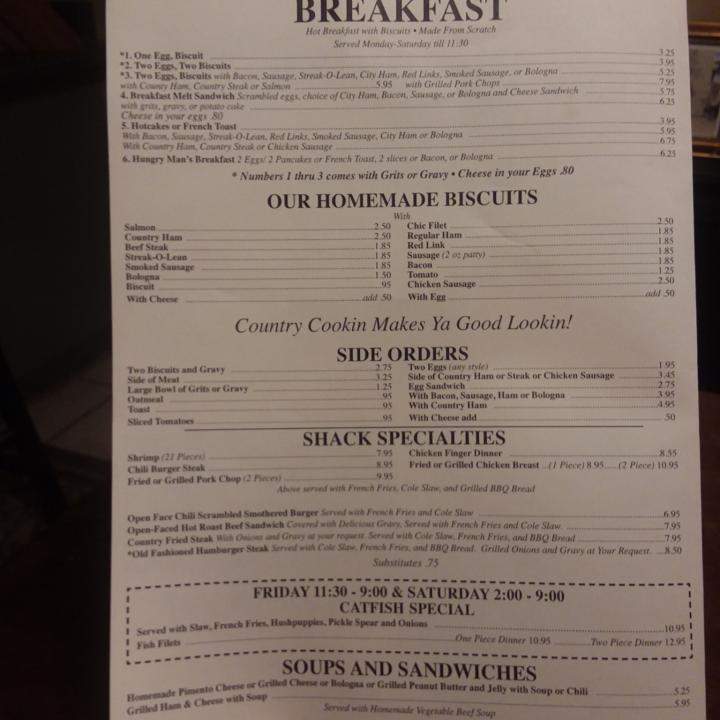 BREAKFAST
Hot Breakfast with Biscuits • Made From Scratch
Served Monday-Saturday till 11:30
*1. One Egg, Biscuit 3.25
*2. Two Eggs, Two Biscuits 3.95
*3. Two Eggs, Biscuits with Bacon, Sausage, Streak-O-Lean, City Ham, Red Links, Smoked Sausage, or Bologna 5.25
with County Ham, Country Steak or Salmon 5.95 with Grilled Pork Chops 7.95
4. Breakfast Melt Sandwich Scrambled eggs, choice of City Ham, Bacon, Sausage, or Bologna and Cheese Sandwich 5.75
with grits, gravy, or potato cake 6.25
Cheese in your eggs .80
5. Hotcakes or French Toast 3.95
With Bacon, Sausage, Streak-O-Lean, Red Links, Smoked Sausage, City Ham or Bologna 5.95
With Country Ham, Country Steak or Chicken Sausage 6.75
6. Hungry Man's Breakfast 2 Eggs/ 2 Pancakes or French Toast, 2 slices or Bacon, or Bologna 6.25
* Numbers 1 thru 3 comes with Grits or Gravy • Cheese in your Eggs .80
OUR HOMEMADE BISCUITS
With
Salmon 2.50
Country Ham 2.50
Beef Steak 1.85
Streak-O-Lean 1.85
Smoked Sausage 1.85
Bologna 1.50
Biscuit .95
With Cheese add .50
Chic Filet 2.50
Regular Ham 1.85
Red Link 1.85
Sausage (2 oz patty) 1.85
Bacon 1.85
Tomato 1.25
Chicken Sausage 2.50
With Egg add .50
Country Cookin Makes Ya Good Lookin!
SIDE ORDERS
Two Biscuits and Gravy 2.75
Side of Meat 3.25
Large Bowl of Grits or Gravy 1.25
Oatmeal .95
Toast .95
Sliced Tomatoes .95
Two Eggs (any style) 1.95
Side of Country Ham or Steak or Chicken Sausage 3.45
Egg Sandwich 2.75
With Bacon, Sausage, Ham or Bologna 3.95
With Country Ham 4.95
With Cheese add .50
SHACK SPECIALTIES
Shrimp (21 Pieces) 7.95
Chili Burger Steak 8.95
Fried or Grilled Pork Chop (2 Pieces) 9.95
Chicken Finger Dinner 8.55
Fried or Grilled Chicken Breast (1 Piece) 8.95 (2 Piece) 10.95
Above served with French Fries, Cole Slaw, and Grilled BBQ Bread
Open Face Chili Scrambled Smothered Burger Served with French Fries and Cole Slaw 6.95
Open-Faced Hot Roast Beef Sandwich Covered with Delicious Gravy, Served with French Fries and Cole Slaw. 7.95
Country Fried Steak With Onions and Gravy at your request. Served with Cole Slaw, French Fries, and BBQ Bread 7.95
*Old Fashioned Hamburger Steak Served with Cole Slaw, French Fries, and BBQ Bread. Grilled Onions and Gravy at Your Request. 8.50
Substitutes .75
FRIDAY 11:30 - 9:00 & SATURDAY 2:00 - 9:00
CATFISH SPECIAL
Served with Slaw, French Fries, Hushpuppies, Pickle Spear and Onions 10.95
Fish Filets One Piece Dinner 10.95 Two Piece Dinner 12.95
SOUPS AND SANDWICHES
Homemade Pimento Cheese or Grilled Cheese or Bologna or Grilled Peanut Butter and Jelly with Soup or Chili 5.25
Grilled Ham & Cheese with Soup 5.95
Served with Homemade Vegetable Beef Soup